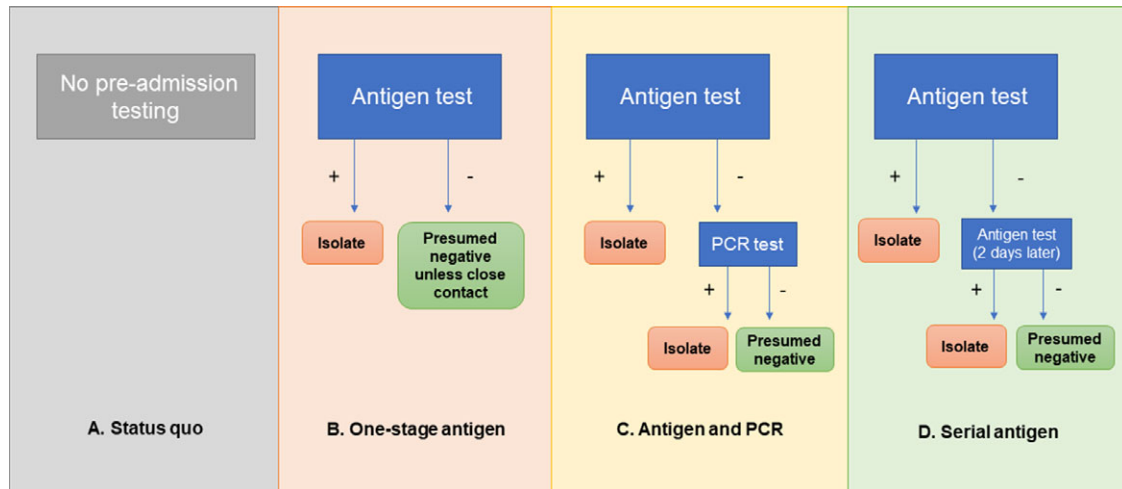 No pre-admission
testing
A. Status quo
Antigen test
+
-
Isolate
Presumed
negative
unless close
contact
B. One-stage antigen
Antigen test
+
-
Isolate
PCR test
+
-
Isolate
Presumed
negative
C. Antigen and PCR
Antigen test
+
-
Isolate
Antigen test
(2 days later)
+
-
Isolate
Presumed
negative
D. Serial antigen